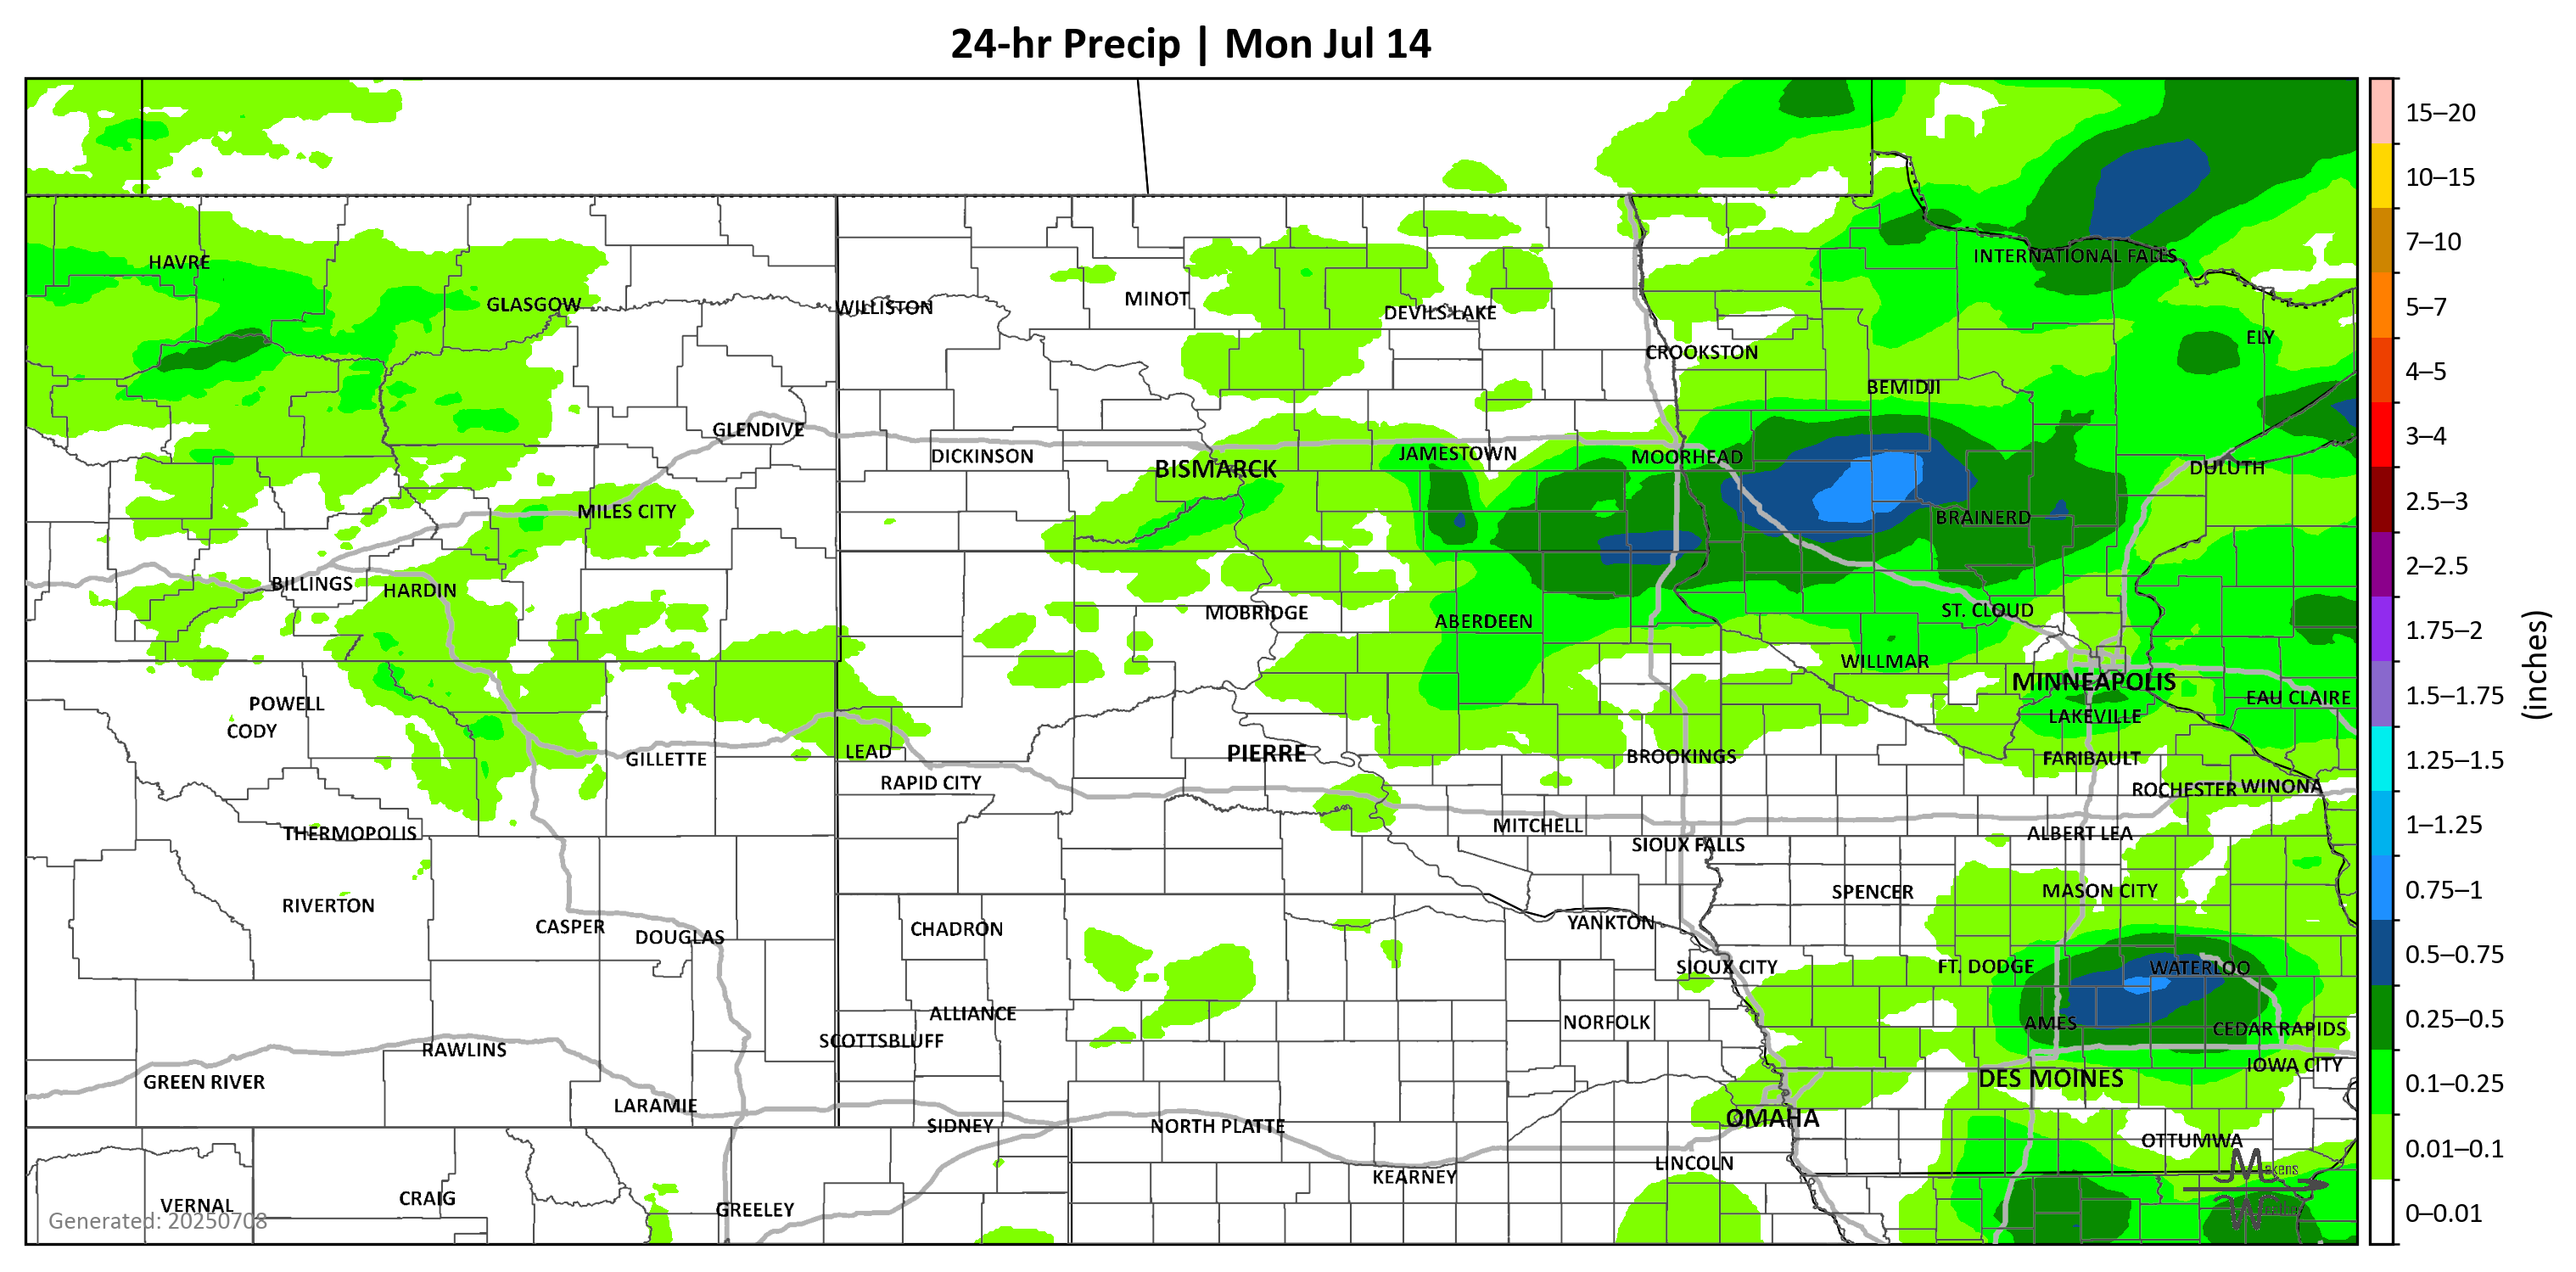 24-hr Precip | Mon Jul 14
15–20
10–15
7–10
5–7
4–5
3–4
2.5–3
2–2.5
1.75–2
1.5–1.75
1.25–1.5
1–1.25
0.75–1
0.5–0.75
0.25–0.5
0.1–0.25
0.01–0.1
0–0.01
(inches)
HAVRE
INTERNATIONAL FALLS
GLASGOW
WILLISTON
MINOT
DEVILS LAKE
ELY
CROOKSTON
BEMIDJI
GLENDIVE
DICKINSON
BISMARCK
JAMESTOWN
MOORHEAD
DULUTH
MILES CITY
BRAINERD
BILLINGS
HARDIN
MOBRIDGE
ABERDEEN
ST. CLOUD
WILLMAR
MINNEAPOLIS
POWELL
EAU CLAIRE
CODY
LAKEVILLE
GILLETTE
LEAD
PIERRE
BROOKINGS
FARIBAULT
RAPID CITY
ROCHESTER
WINONA
THERMOPOLIS
MITCHELL
ALBERT LEA
SIOUX FALLS
RIVERTON
SPENCER
MASON CITY
CASPER
DOUGLAS
CHADRON
YANKTON
SIOUX CITY
FT. DODGE
WATERLOO
ALLIANCE
NORFOLK
AMES
CEDAR RAPIDS
SCOTTSBLUFF
RAWLINS
IOWA CITY
GREEN RIVER
DES MOINES
LARAMIE
SIDNEY
NORTH PLATTE
OMAHA
OTTUMWA
LINCOLN
KEARNEY
VERNAL
CRAIG
GREELEY
Generated: 20250708